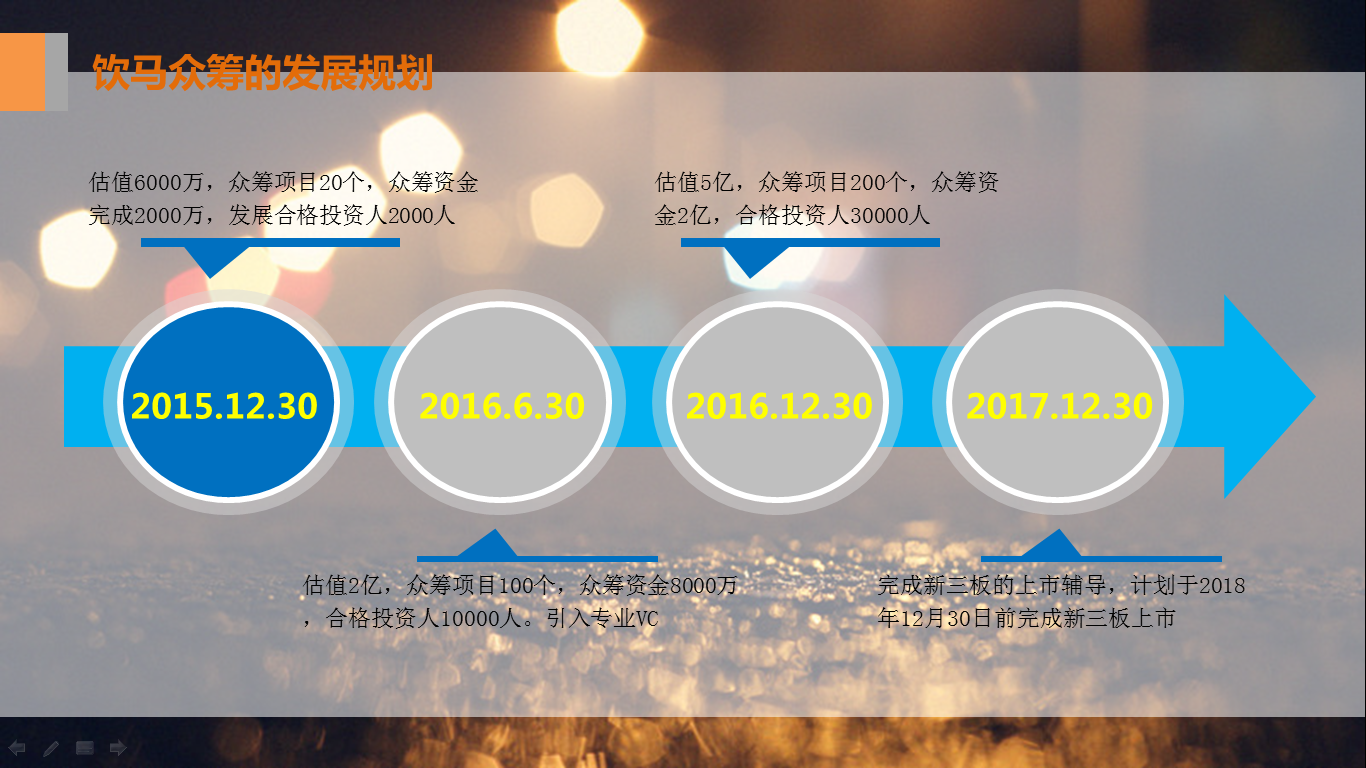 饮马众筹的发展规划
估值6000万，众筹项目20个，众筹资金
完成2000万，发展合格投资人2000人
估值5亿，众筹项目200个，众筹资
金2亿，合格投资人30000人
2015.12.30
2016.6.30
2016.12.30
2017.12.30
估值2亿，众筹项目100个，众筹资金8000万
，合格投资人10000人。引入专业VC
完成新三板的上市辅导，计划于2018
年12月30日前完成新三板上市